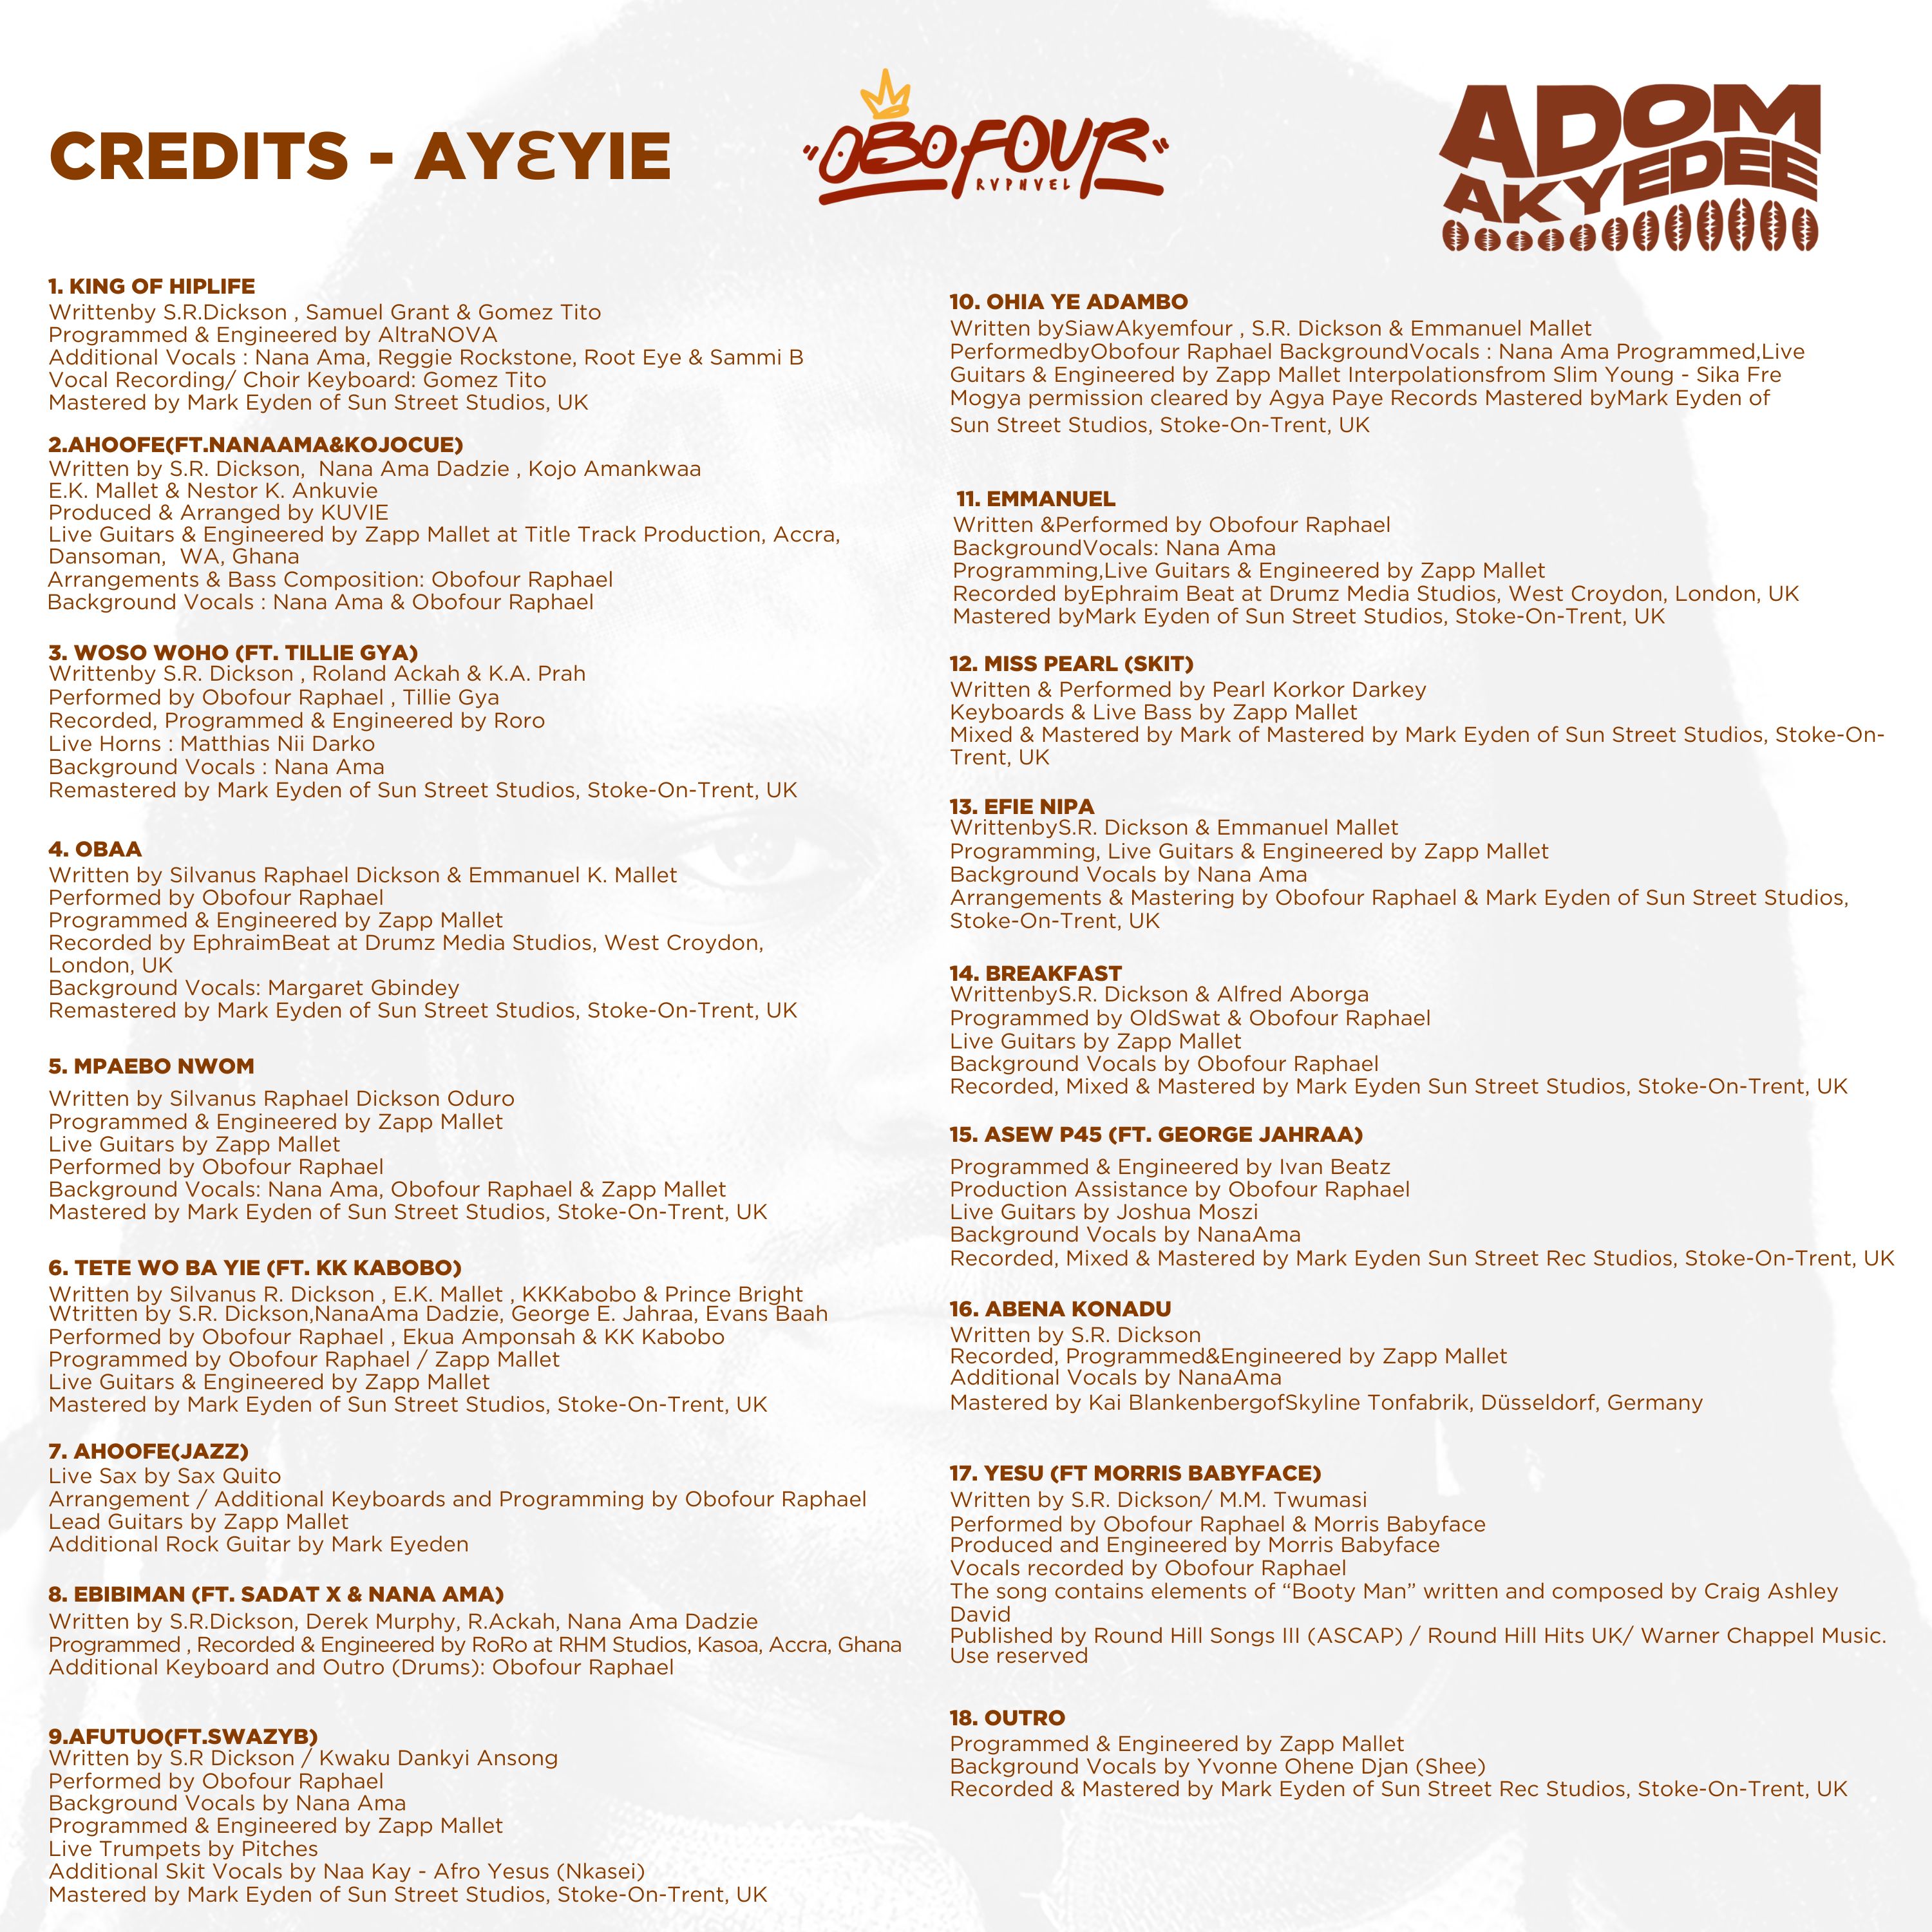 CREDITS - AYƐYIE
"OBOFOUR"
RVPHVEL
ADOM
AKYEDEE
1. KING OF HIPLIFE
Writtenby S.R.Dickson , Samuel Grant & Gomez Tito
Programmed & Engineered by AltraNOVA
Additional Vocals : Nana Ama, Reggie Rockstone, Root Eye & Sammi B
Vocal Recording/ Choir Keyboard: Gomez Tito
Mastered by Mark Eyden of Sun Street Studios, UK
2.AHOOFE(FT.NANAAMA&KOJOCUE)
Written by S.R. Dickson,  Nana Ama Dadzie , Kojo Amankwaa
E.K. Mallet & Nestor K. Ankuvie
Produced & Arranged by KUVIE
Live Guitars & Engineered by Zapp Mallet at Title Track Production, Accra,
Dansoman,  WA, Ghana
Arrangements & Bass Composition: Obofour Raphael
Background Vocals : Nana Ama & Obofour Raphael
3. WOSO WOHO (FT. TILLIE GYA)
Writtenby S.R. Dickson , Roland Ackah & K.A. Prah
Performed by Obofour Raphael , Tillie Gya
Recorded, Programmed & Engineered by Roro
Live Horns : Matthias Nii Darko
Background Vocals : Nana Ama
Remastered by Mark Eyden of Sun Street Studios, Stoke-On-Trent, UK
4. OBAA
Written by Silvanus Raphael Dickson & Emmanuel K. Mallet
Performed by Obofour Raphael
Programmed & Engineered by Zapp Mallet
Recorded by EphraimBeat at Drumz Media Studios, West Croydon,
London, UK
Background Vocals: Margaret Gbindey
Remastered by Mark Eyden of Sun Street Studios, Stoke-On-Trent, UK
5. MPAEBO NWOM
Written by Silvanus Raphael Dickson Oduro
Programmed & Engineered by Zapp Mallet
Live Guitars by Zapp Mallet
Performed by Obofour Raphael
Background Vocals: Nana Ama, Obofour Raphael & Zapp Mallet
Mastered by Mark Eyden of Sun Street Studios, Stoke-On-Trent, UK
6. TETE WO BA YIE (FT. KK KABOBO)
Written by Silvanus R. Dickson , E.K. Mallet , KKKabobo & Prince Bright
Wtritten by S.R. Dickson,NanaAma Dadzie, George E. Jahraa, Evans Baah
Performed by Obofour Raphael , Ekua Amponsah & KK Kabobo
Programmed by Obofour Raphael / Zapp Mallet
Live Guitars & Engineered by Zapp Mallet
Mastered by Mark Eyden of Sun Street Studios, Stoke-On-Trent, UK
7. AHOOFE(JAZZ)
Live Sax by Sax Quito
Arrangement / Additional Keyboards and Programming by Obofour Raphael
Lead Guitars by Zapp Mallet
Additional Rock Guitar by Mark Eyeden
8. EBIBIMAN (FT. SADAT X & NANA AMA)
Written by S.R.Dickson, Derek Murphy, R.Ackah, Nana Ama Dadzie
Programmed , Recorded & Engineered by RoRo at RHM Studios, Kasoa, Accra, Ghana
Additional Keyboard and Outro (Drums): Obofour Raphael
9.AFUTUO(FT.SWAZYB)
Written by S.R Dickson / Kwaku Dankyi Ansong
Performed by Obofour Raphael
Background Vocals by Nana Ama
Programmed & Engineered by Zapp Mallet
Live Trumpets by Pitches
Additional Skit Vocals by Naa Kay - Afro Yesus (Nkasei)
Mastered by Mark Eyden of Sun Street Studios, Stoke-On-Trent, UK
10. OHIA YE ADAMBO
Written bySiawAkyemfour , S.R. Dickson & Emmanuel Mallet
PerformedbyObofour Raphael BackgroundVocals : Nana Ama Programmed,Live
Guitars & Engineered by Zapp Mallet Interpolationsfrom Slim Young - Sika Fre
Mogya permission cleared by Agya Paye Records Mastered byMark Eyden of
Sun Street Studios, Stoke-On-Trent, UK
11. EMMANUEL
Written &Performed by Obofour Raphael
BackgroundVocals: Nana Ama
Programming,Live Guitars & Engineered by Zapp Mallet
Recorded byEphraim Beat at Drumz Media Studios, West Croydon, London, UK
Mastered byMark Eyden of Sun Street Studios, Stoke-On-Trent, UK
12. MISS PEARL (SKIT)
Written & Performed by Pearl Korkor Darkey
Keyboards & Live Bass by Zapp Mallet
Mixed & Mastered by Mark of Mastered by Mark Eyden of Sun Street Studios, Stoke-On-
Trent, UK
13. EFIE NIPA
WrittenbyS.R. Dickson & Emmanuel Mallet
Programming, Live Guitars & Engineered by Zapp Mallet
Background Vocals by Nana Ama
Arrangements & Mastering by Obofour Raphael & Mark Eyden of Sun Street Studios,
Stoke-On-Trent, UK
14. BREAKFAST
WrittenbyS.R. Dickson & Alfred Aborga
Programmed by OldSwat & Obofour Raphael
Live Guitars by Zapp Mallet
Background Vocals by Obofour Raphael
Recorded, Mixed & Mastered by Mark Eyden Sun Street Studios, Stoke-On-Trent, UK
15. ASEW P45 (FT. GEORGE JAHRAA)
Programmed & Engineered by Ivan Beatz
Production Assistance by Obofour Raphael
Live Guitars by Joshua Moszi
Background Vocals by NanaAma
Recorded, Mixed & Mastered by Mark Eyden Sun Street Rec Studios, Stoke-On-Trent, UK
16. ABENA KONADU
Written by S.R. Dickson
Recorded, Programmed&Engineered by Zapp Mallet
Additional Vocals by NanaAma
Mastered by Kai BlankenbergofSkyline Tonfabrik, Düsseldorf, Germany
17. YESU (FT MORRIS BABYFACE)
Written by S.R. Dickson/ M.M. Twumasi
Performed by Obofour Raphael & Morris Babyface
Produced and Engineered by Morris Babyface
Vocals recorded by Obofour Raphael
The song contains elements of “Booty Man” written and composed by Craig Ashley
David
Published by Round Hill Songs III (ASCAP) / Round Hill Hits UK/ Warner Chappel Music.
Use reserved
18. OUTRO
Programmed & Engineered by Zapp Mallet
Background Vocals by Yvonne Ohene Djan (Shee)
Recorded & Mastered by Mark Eyden of Sun Street Rec Studios, Stoke-On-Trent, UK